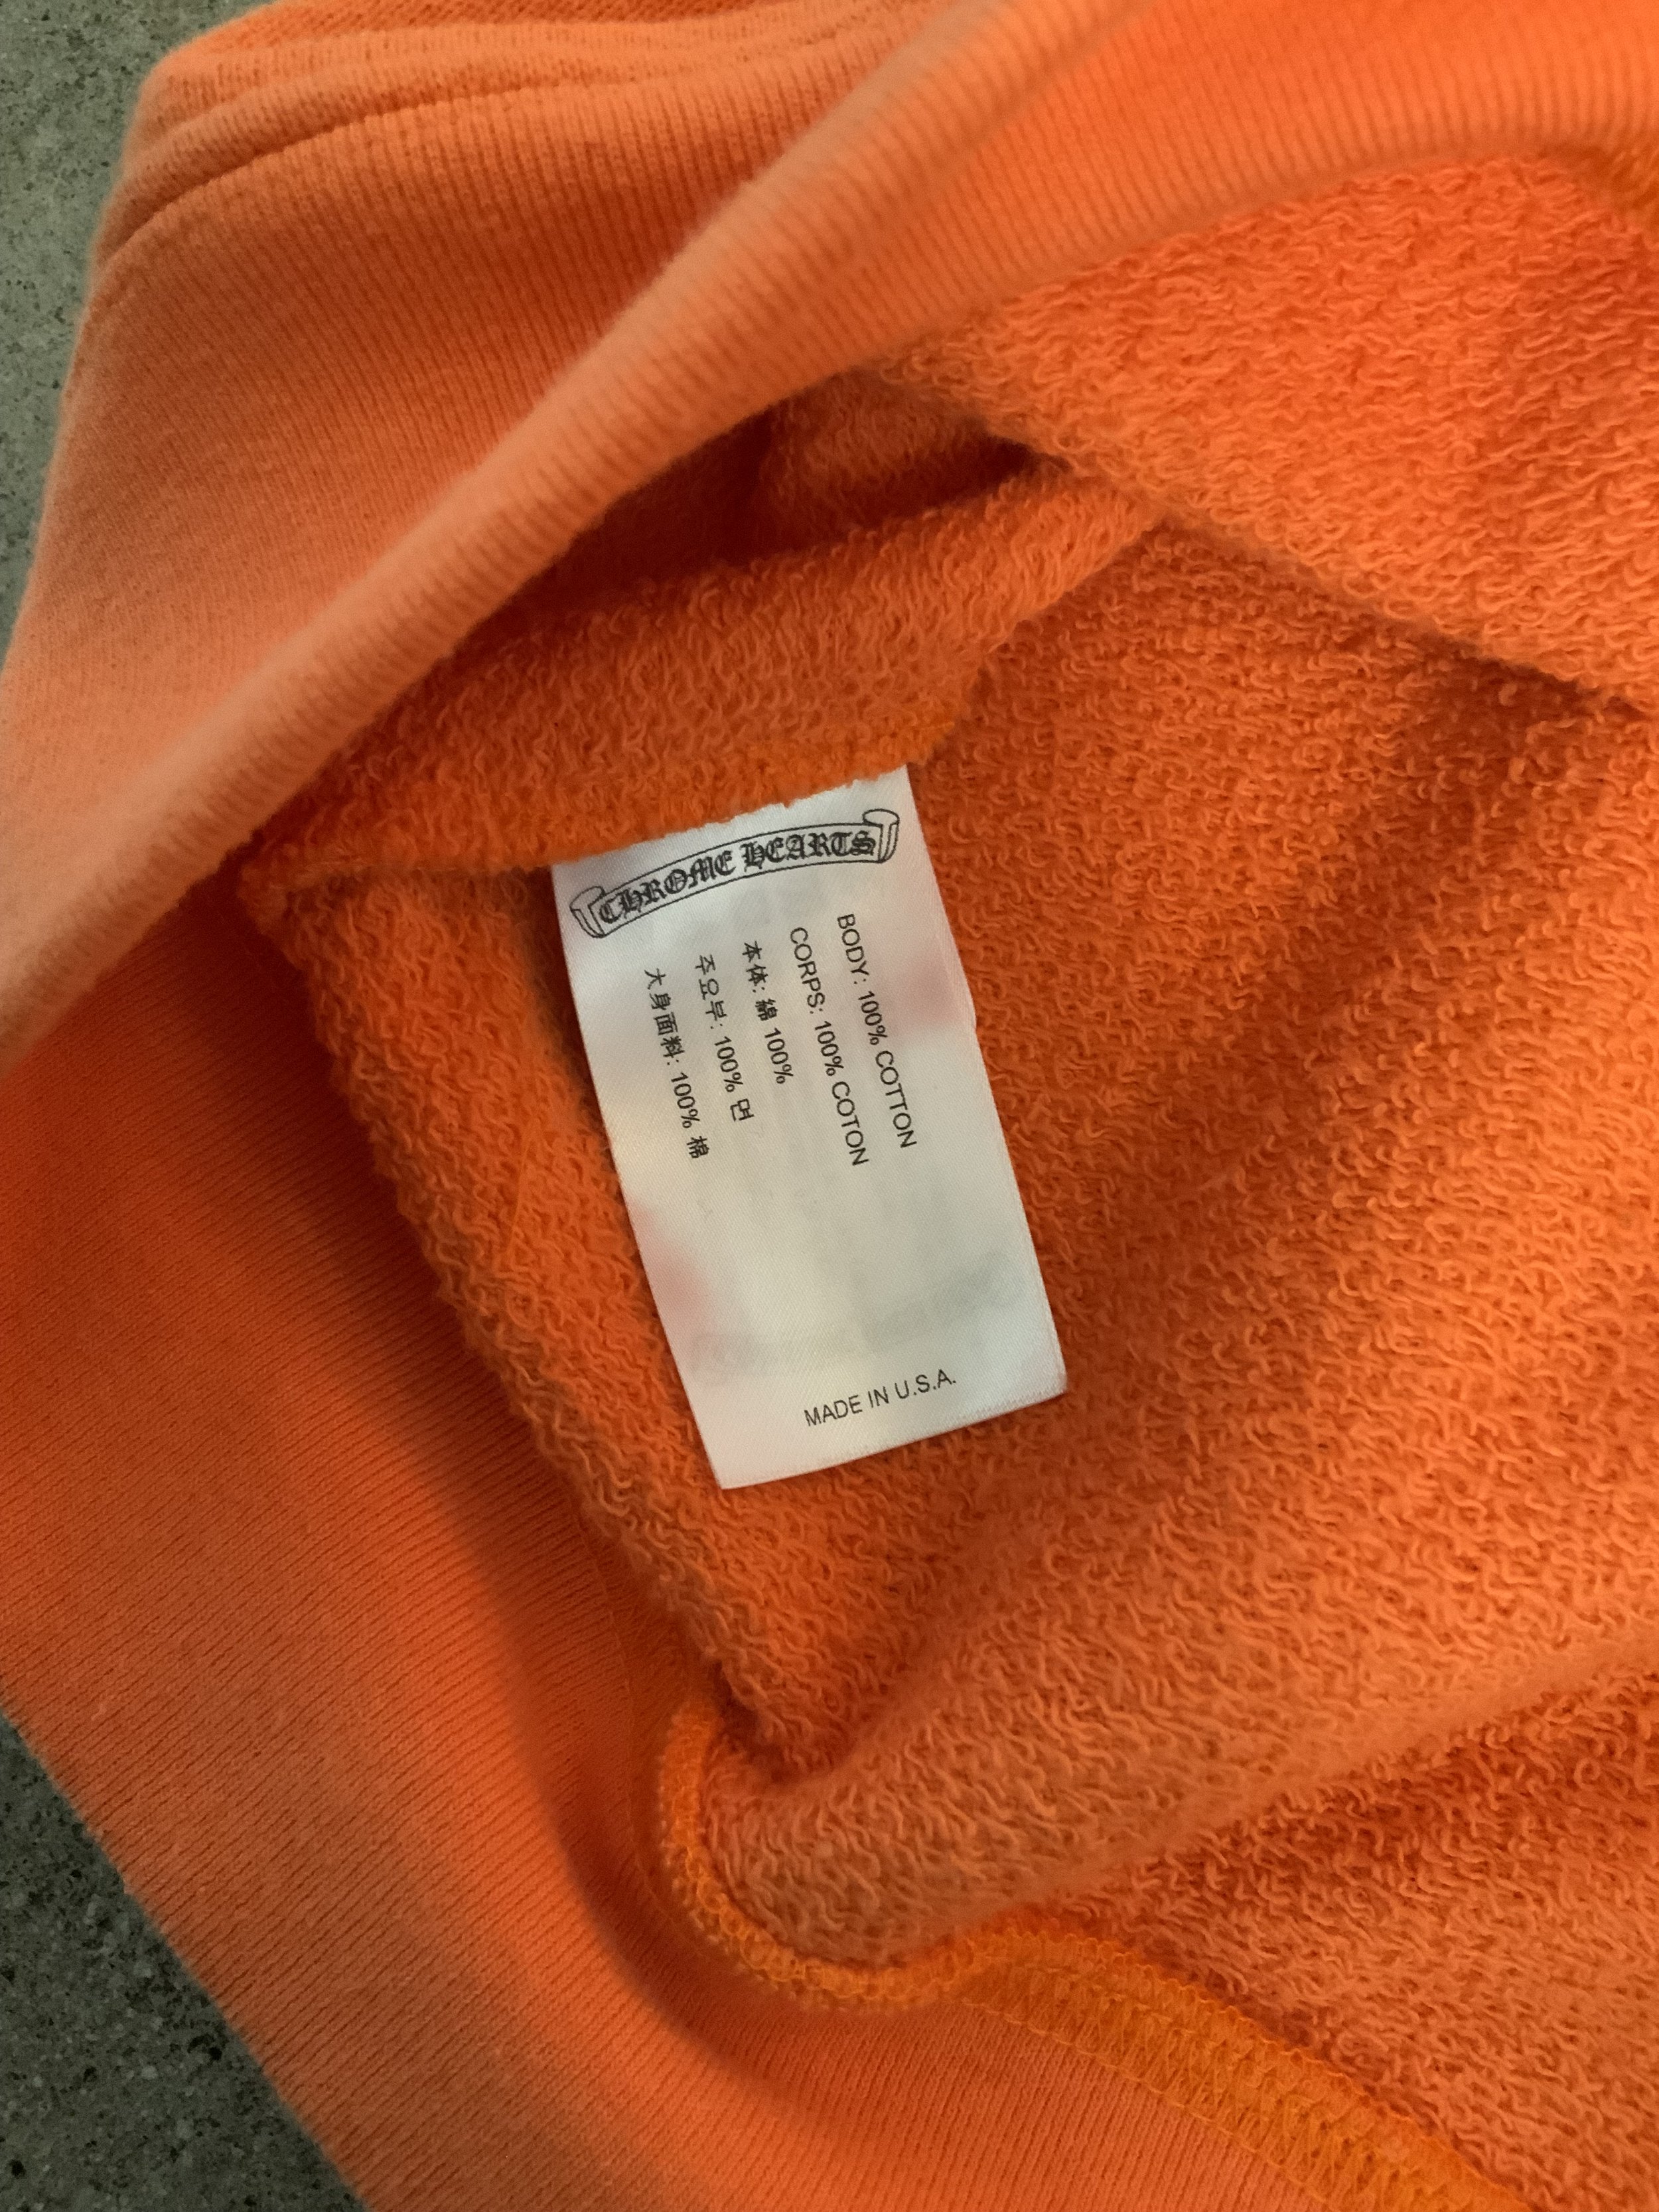 CHROME HEARTS
BODY: 100% COTTON
CORPS: 100% COTON
本体: 綿 100%
주요부: 100% 면
大身面料: 100% 棉
MADE IN U.S.A.